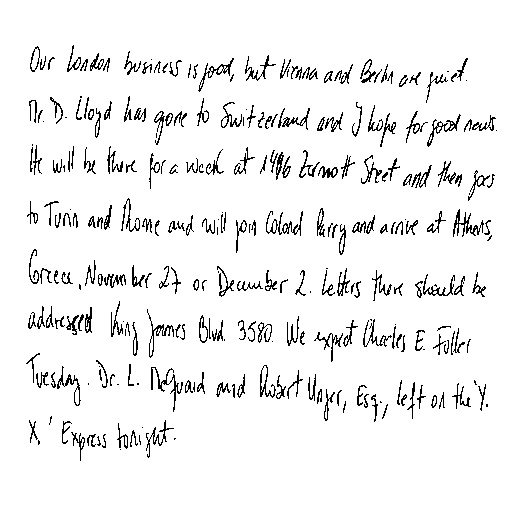 Our London business is good, but Vienna and Berlin are quiet.
Mr. D. Lloyd has gone to Switzerland and I hope for good news.
He will be there for a week at 1496 Zermott Street and then goes
to Turin and Rome and will join Colonel Parry and arrive at Athens,
Greece, November 27 or December 2. Letters there should be
addressed King James Blvd. 3580. We expect Charles E. Fuller
Tuesday. Dr. L. McQuaid and Robert Unger, Esq., left on the 'Y.
X.' Express tonight.